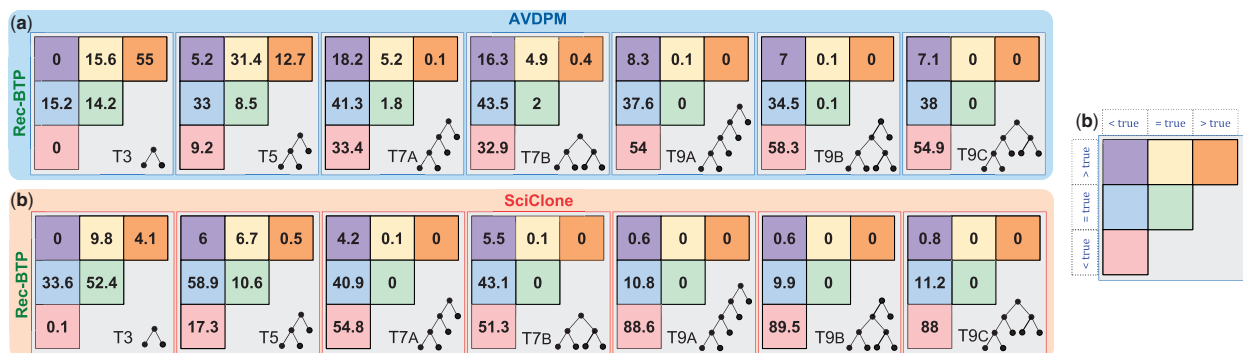 (a) AVDPM
Rec-BTP
0 15.6 55
15.2 14.2
0 T3
5.2 31.4 12.7
33 8.5
9.2 T5
18.2 5.2 0.1
41.3 1.8
33.4 T7A
16.3 4.9 0.4
43.5 2
32.9 T7B
8.3 0.1 0
37.6 0
54 T9A
7 0.1 0
34.5 0.1
58.3 T9B
7.1 0 0
38 0
54.9 T9C
(b) SciClone
Rec-BTP
0 9.8 4.1
33.6 52.4
0.1 T3
6 6.7 0.5
58.9 10.6
17.3 T5
4.2 0.1 0
40.9 0
54.8 T7A
5.5 0.1 0
43.1 0
51.3 T7B
0.6 0 0
10.8 0
88.6 T9A
0.6 0 0
9.9 0
89.5 T9B
0.8 0 0
11.2 0
88 T9C
(b) < true = true > true
> true
= true
< true